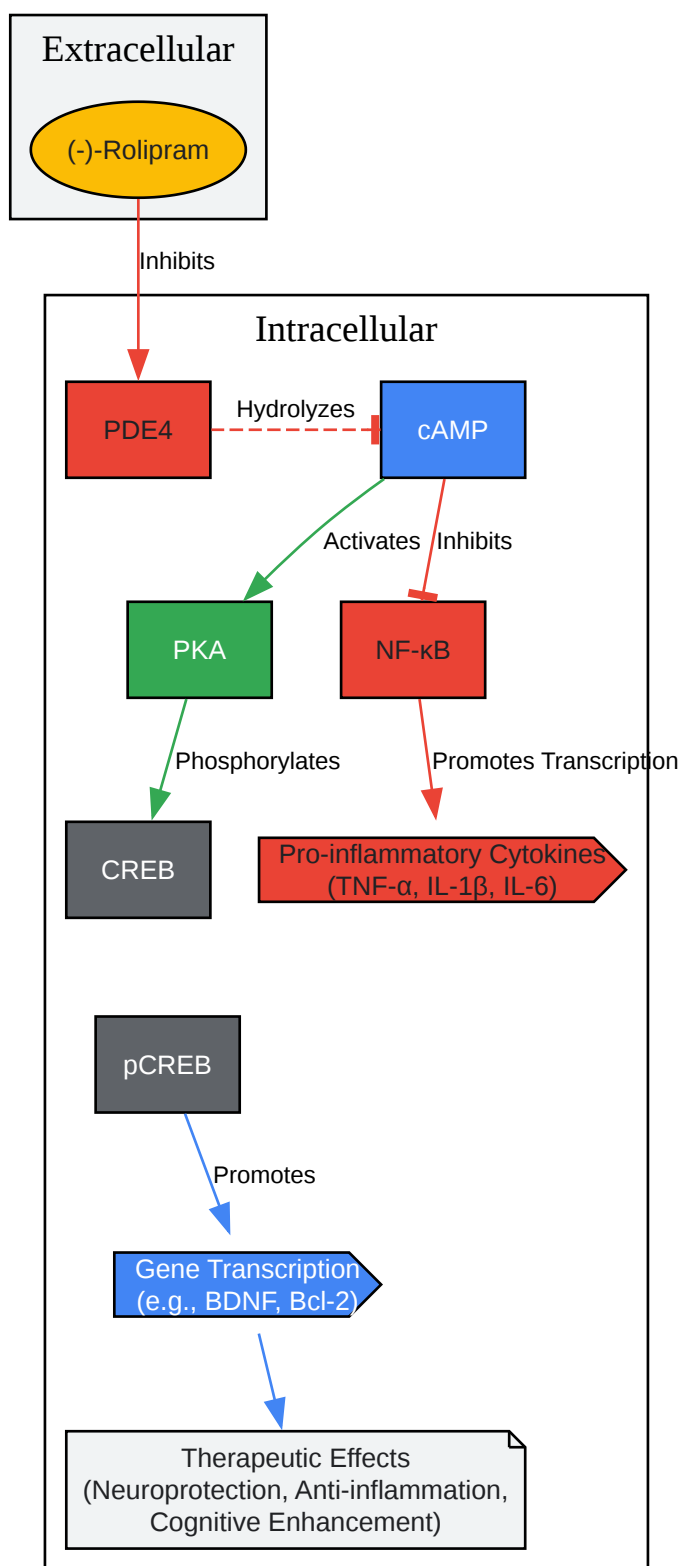 Extracellular
(-)-Rolipram
Inhibits
Intracellular
PDE4
Hydrolyzes
cAMP
Activates
Inhibits
PKA
NF-κB
Phosphorylates
Promotes Transcription
CREB
Pro-inflammatory Cytokines
(TNF-α, IL-1β, IL-6)
pCREB
Promotes
Gene Transcription
(e.g., BDNF, Bcl-2)
Therapeutic Effects
(Neuroprotection, Anti-inflammation,
Cognitive Enhancement)